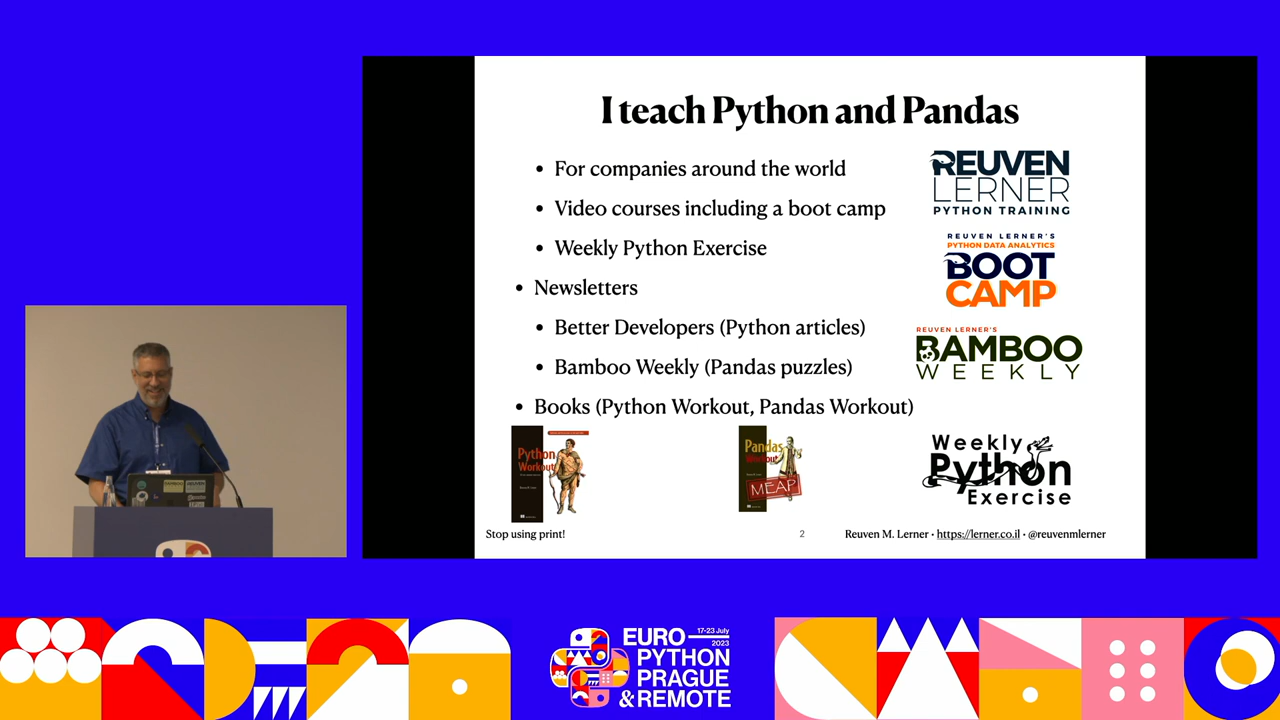 I teach Python and Pandas
• For companies around the world
• Video courses including a boot camp
• Weekly Python Exercise
• Newsletters
• Better Developers (Python articles)
• Bamboo Weekly (Pandas puzzles)
• Books (Python Workout, Pandas Workout)
REUVEN
LERNER
PYTHON TRAINING
REUVEN LERNER'S
PYTHON DATA ANALYTICS
BOOT
CAMP
REUVEN LERNER'S
BAMBOO
WEEKLY
Weekly
Python
Exercise
Python
Workout
Pandas
Workout
MEAP
Stop using print!
2
Reuven M. Lerner • https://lerner.co.il • @reuvenmlerner
17-23 July
2023
EURO
PYTHON
PRAGUE
& REMOTE